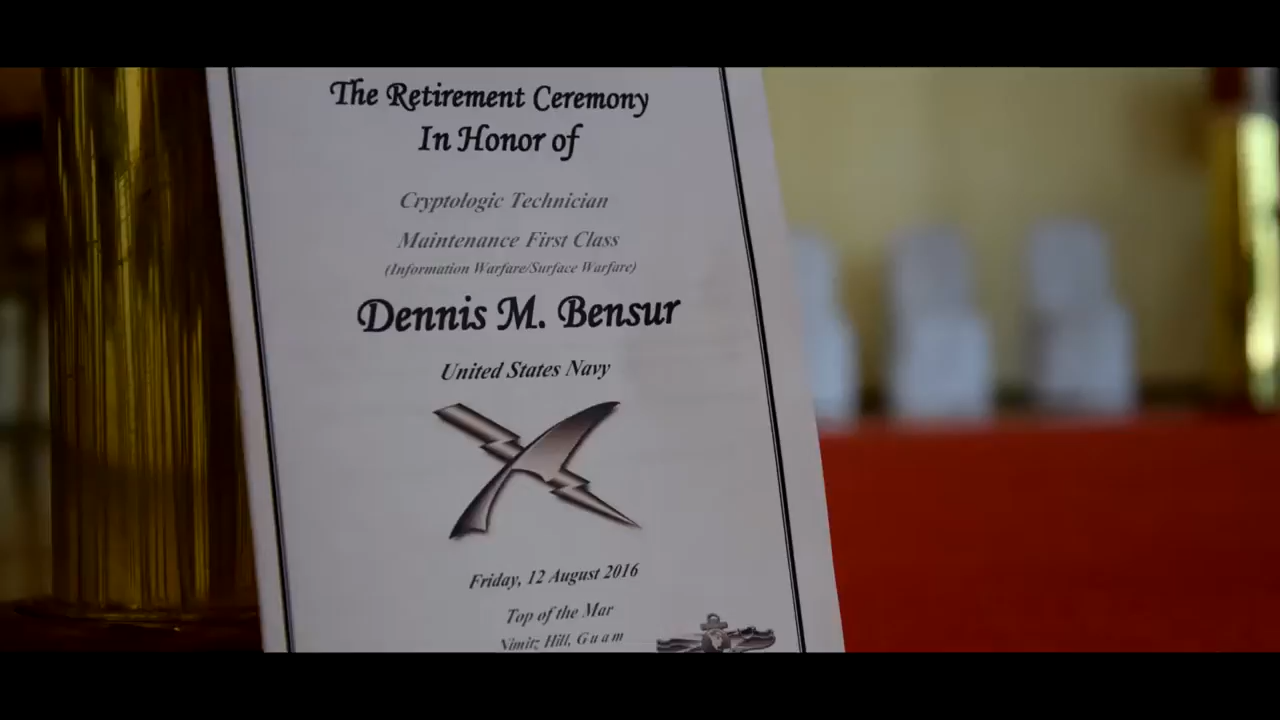 The Retirement Ceremony
In Honor of
Cryptologic Technician
Maintenance First Class
(Information Warfare/Surface Warfare)
Dennis M. Bensur
United States Navy
Friday, 12 August 2016
Top of the Mar
Nimitz Hill, Guam